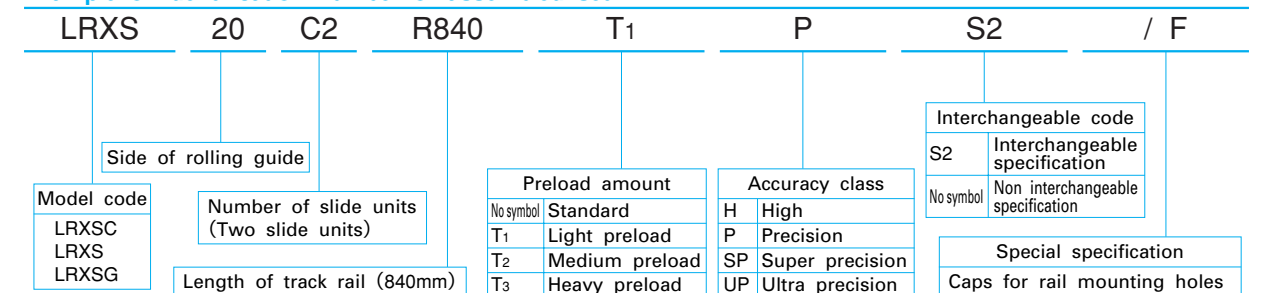 LRXS 20 C2 R840 T1 P S2 / F
Interchangeable code
S2 Interchangeable specification
No symbol Non interchangeable specification
Side of rolling guide
Model code
LRXSC
LRXS
LRXSG
Number of slide units
(Two slide units)
Length of track rail (840mm)
Preload amount
No symbol Standard
T1 Light preload
T2 Medium preload
T3 Heavy preload
Accuracy class
H High
P Precision
SP Super precision
UP Ultra precision
Special specification
Caps for rail mounting holes